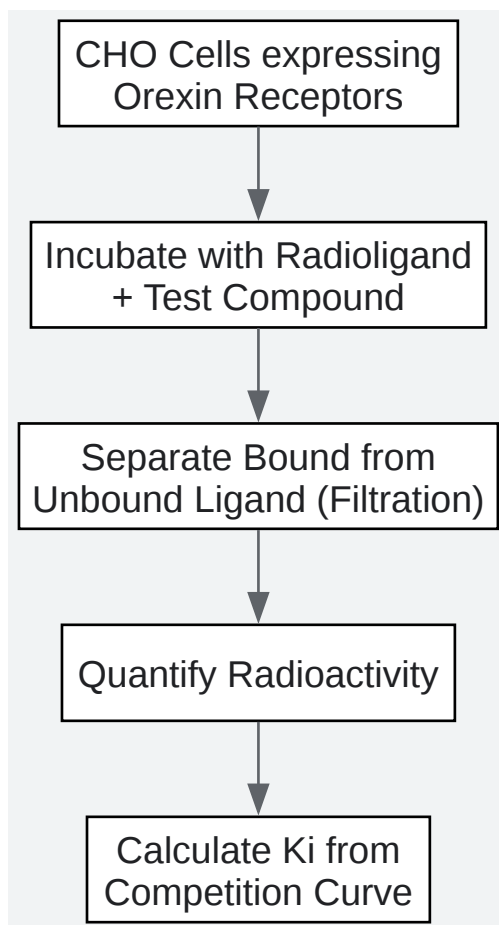 CHO Cells expressing
Orexin Receptors
Incubate with Radioligand
+ Test Compound
Separate Bound from
Unbound Ligand (Filtration)
Quantify Radioactivity
Calculate Ki from
Competition Curve